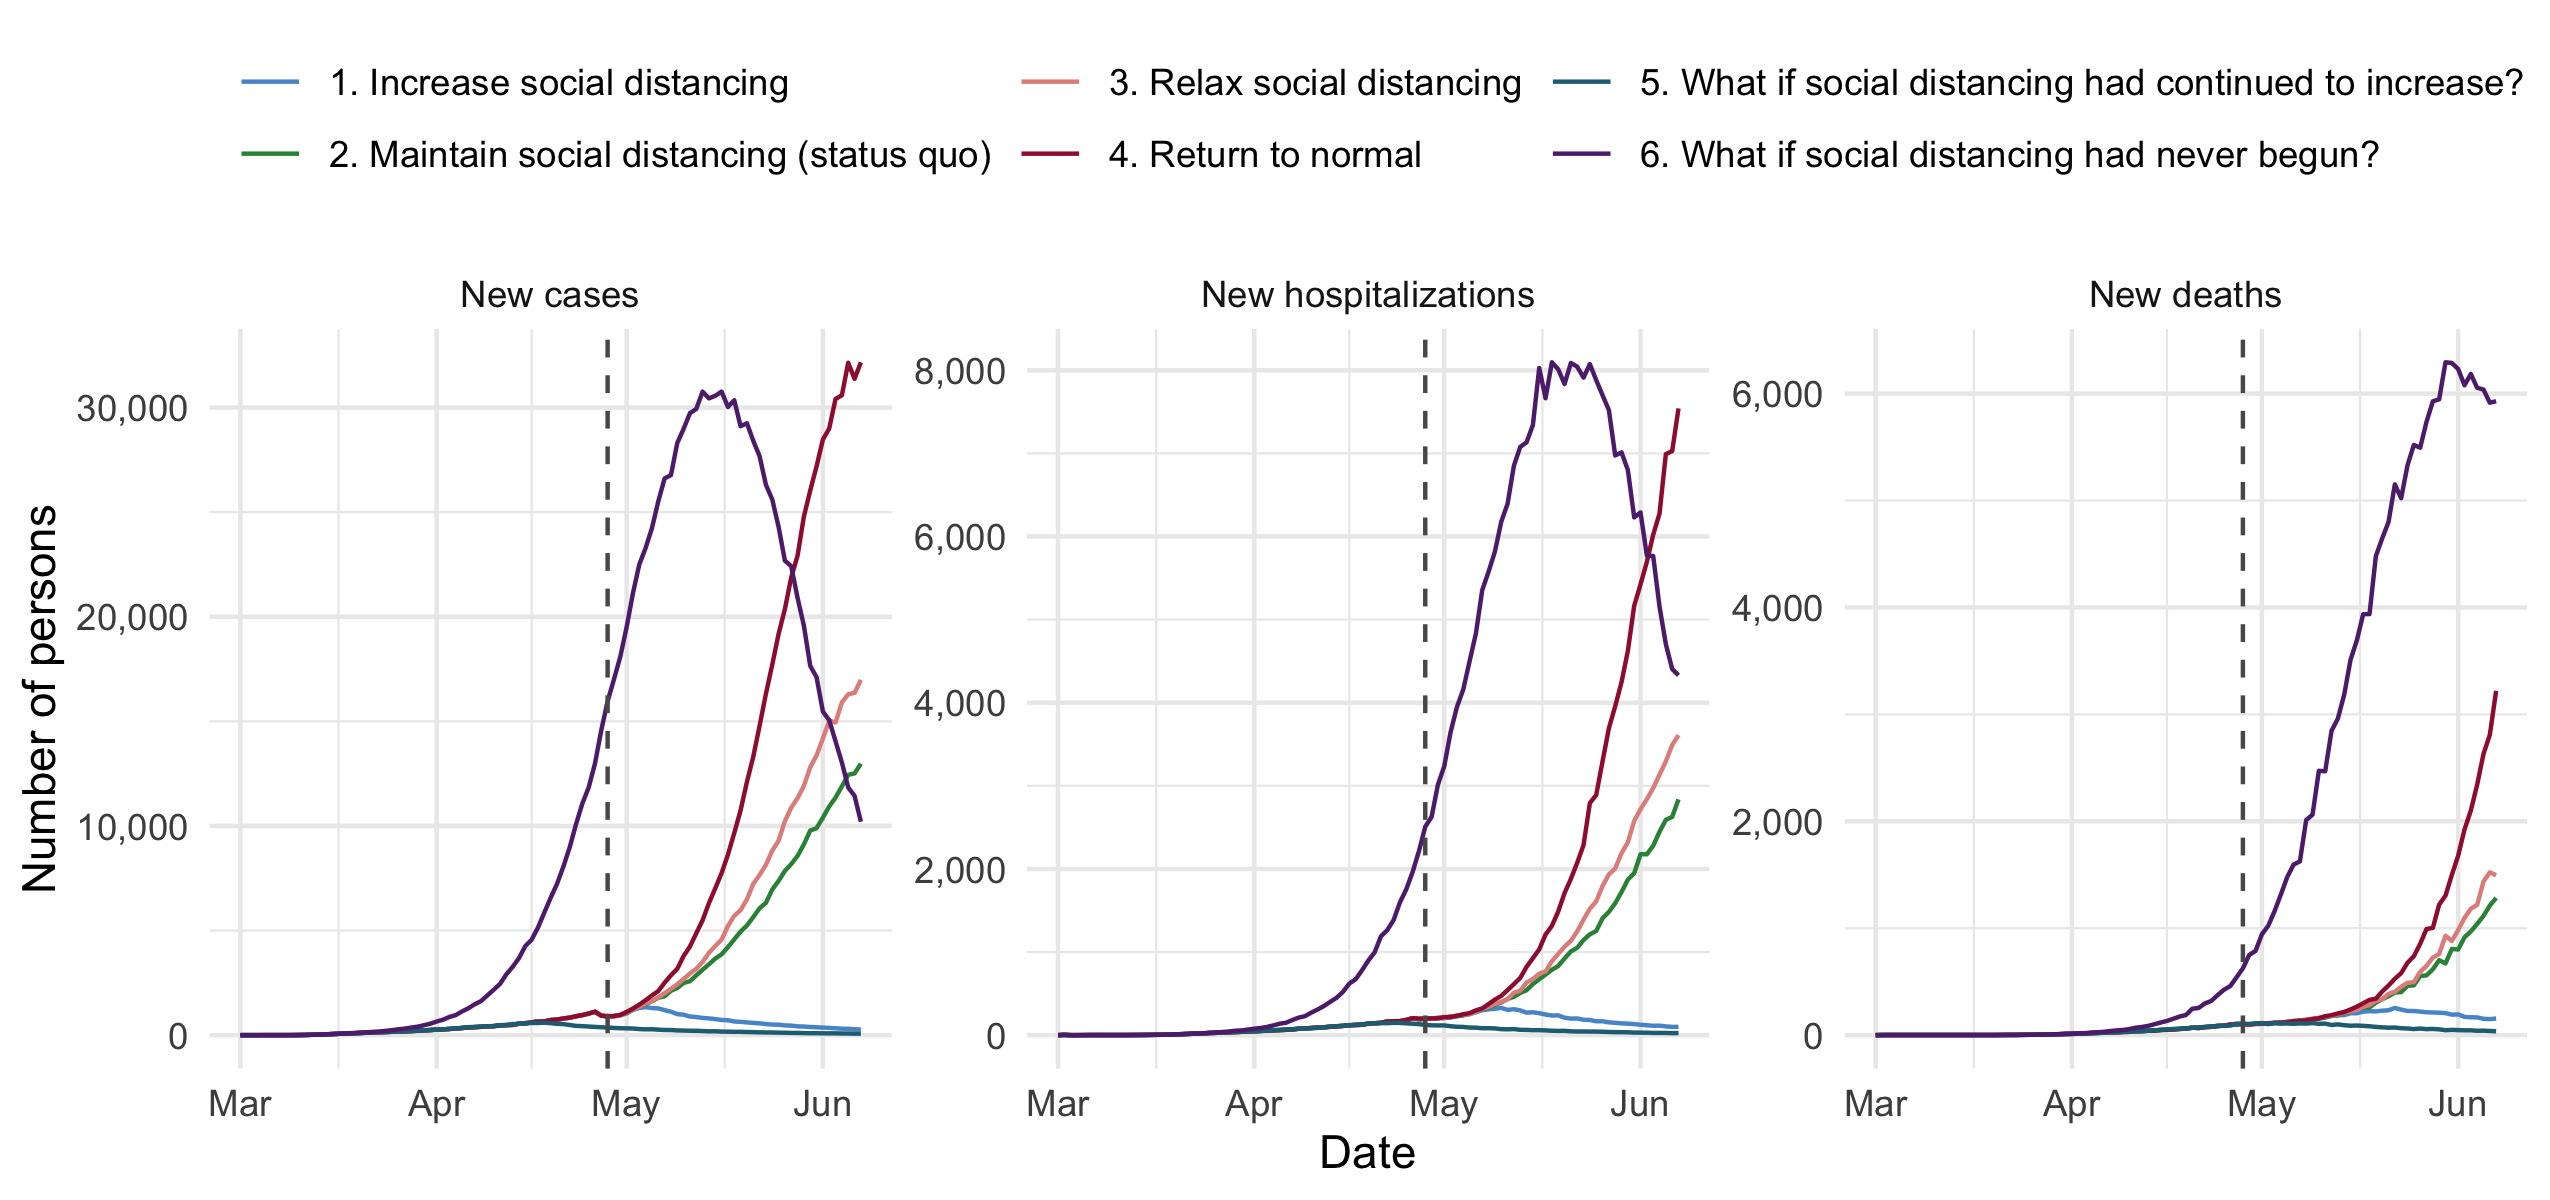 1. Increase social distancing
3. Relax social distancing
5. What if social distancing had continued to increase?
2. Maintain social distancing (status quo)
4. Return to normal
6. What if social distancing had never begun?
New cases
New hospitalizations
New deaths
Number of persons
30,000
20,000
10,000
0
8,000
6,000
4,000
2,000
0
6,000
4,000
2,000
0
Mar Apr May Jun
Mar Apr May Jun
Mar Apr May Jun
Date